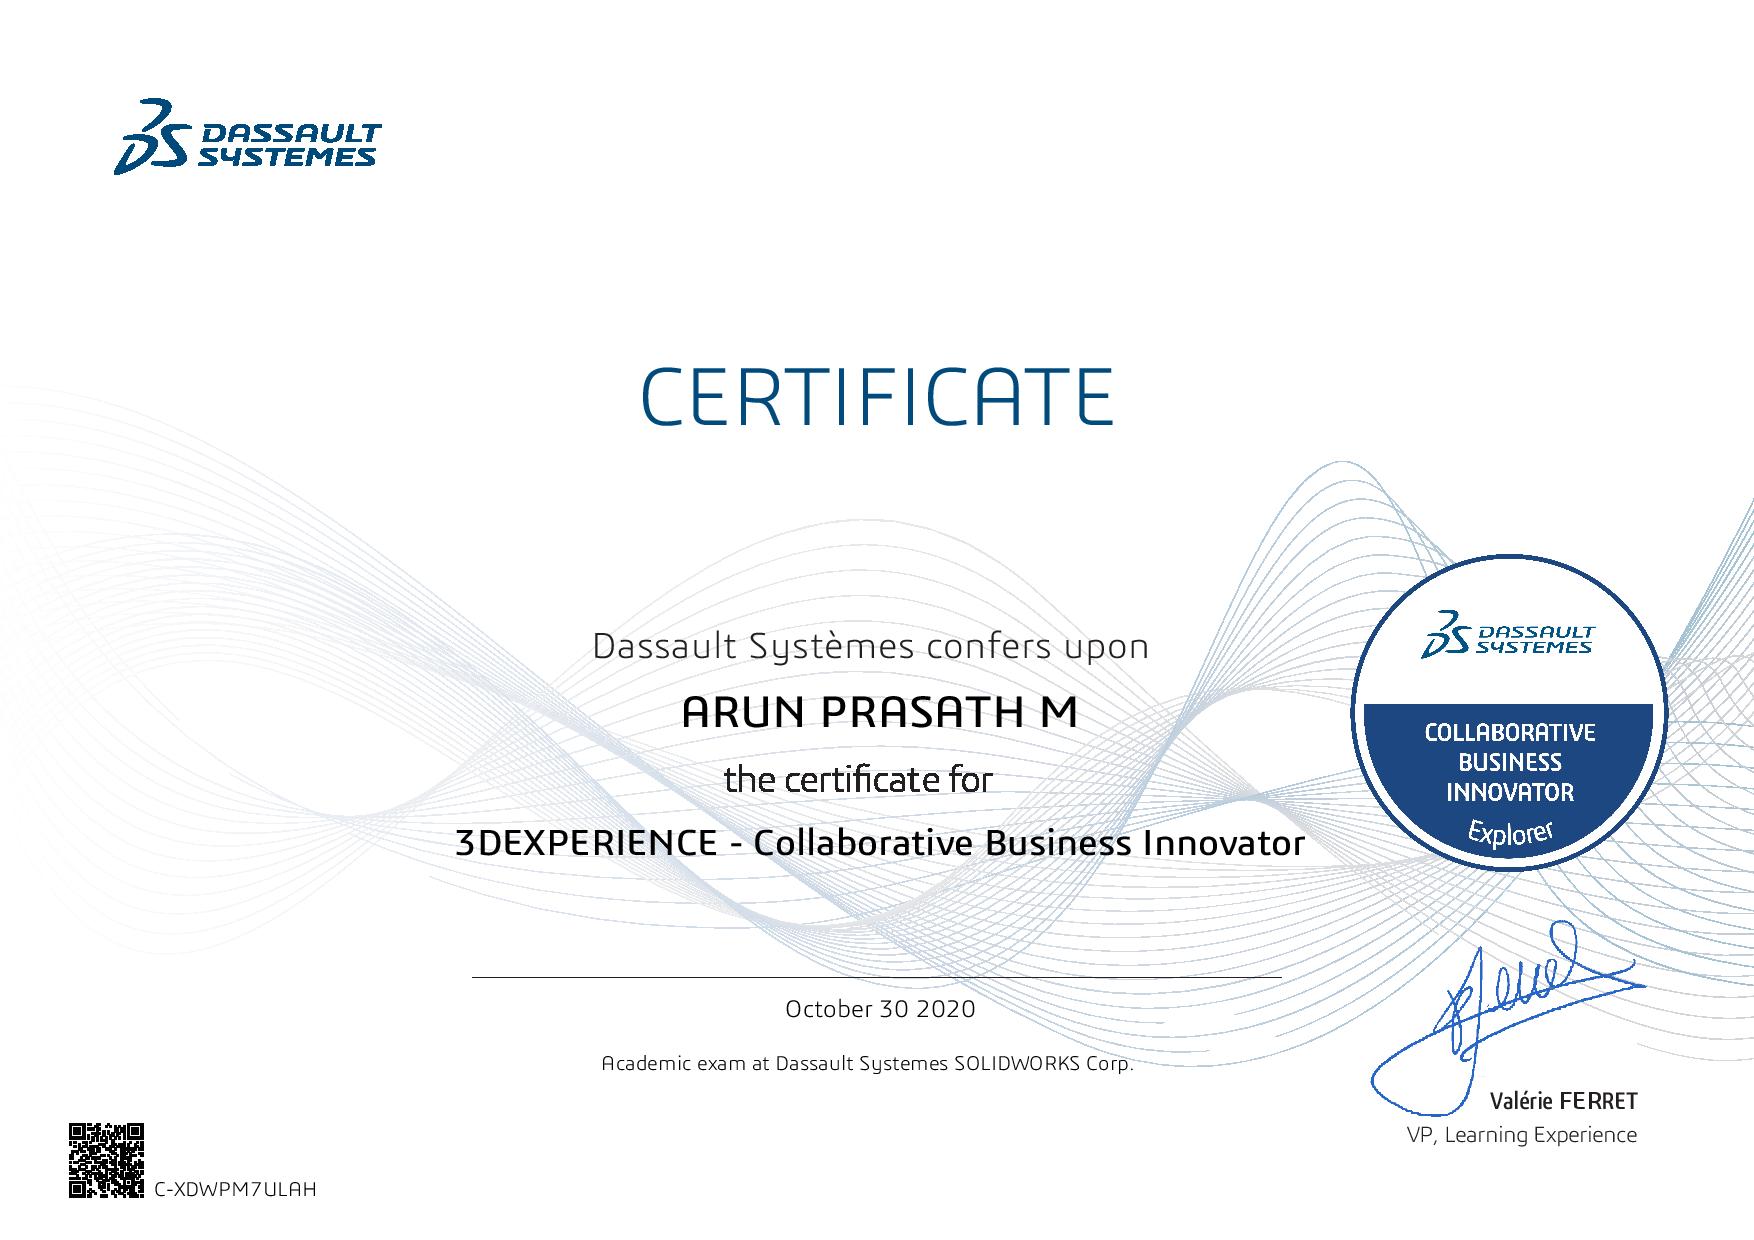 DASSAULT
SYSTEMES
CERTIFICATE
Dassault Systèmes confers upon
ARUN PRASATH M
the certificate for
3DEXPERIENCE - Collaborative Business Innovator
DASSAULT
SYSTEMES
COLLABORATIVE
BUSINESS
INNOVATOR
Explorer
October 30 2020
Academic exam at Dassault Systemes SOLIDWORKS Corp.
Valérie FERRET
VP, Learning Experience
C-XDWPM7ULAH